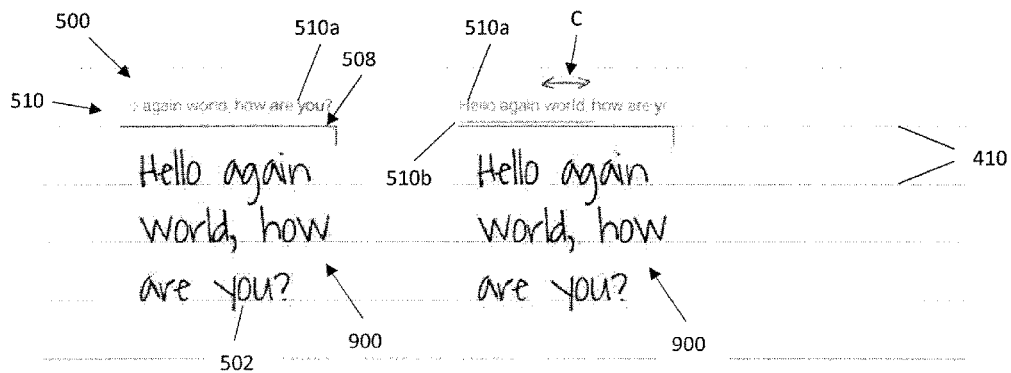 500 510a 510a C
508
510 o again world, how are you? Hello again world, how are yo
Hello again Hello again 410
510b
world, how world, how
are you? are you?
502 900 900